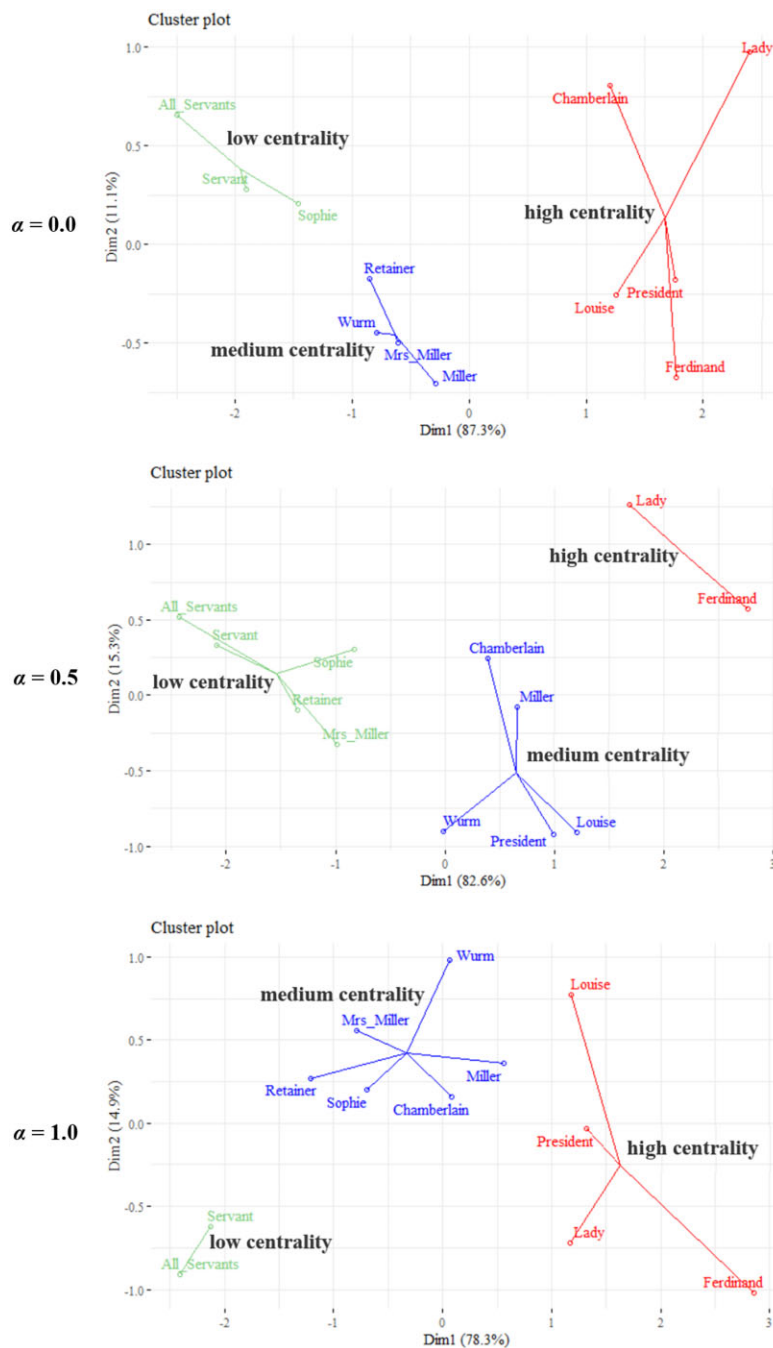 Cluster plot
Lady
1.0
Chamberlain
All_Servants
low centrality
0.5
Servant
Sophie
high centrality
α = 0.0
Dim2 (11.1%)
0.0
Retainer
President
Louise
Wurm
medium centrality
Mrs_Miller
-0.5
Miller
Ferdinand
-2 -1 0 1 2
Dim1 (87.3%)
Cluster plot
Lady
1.0
high centrality
All_Servants
Ferdinand
0.5
Servant
Chamberlain
Sophie
α = 0.5
Dim2 (15.3%)
low centrality
0.0
Retainer
Miller
Mrs_Miller
medium centrality
-0.5
Wurm
Louise
President
-1.0
-2 -1 0 1 2 3
Dim1 (82.6%)
Cluster plot
1.0
Wurm
medium centrality
Louise
Mrs_Miller
0.5
Miller
Retainer
Sophie
Chamberlain
α = 1.0
Dim2 (14.9%)
0.0
President
high centrality
-0.5
Servant
low centrality
Lady
All_Servants
-1.0
Ferdinand
-2 -1 0 1 2 3
Dim1 (78.3%)